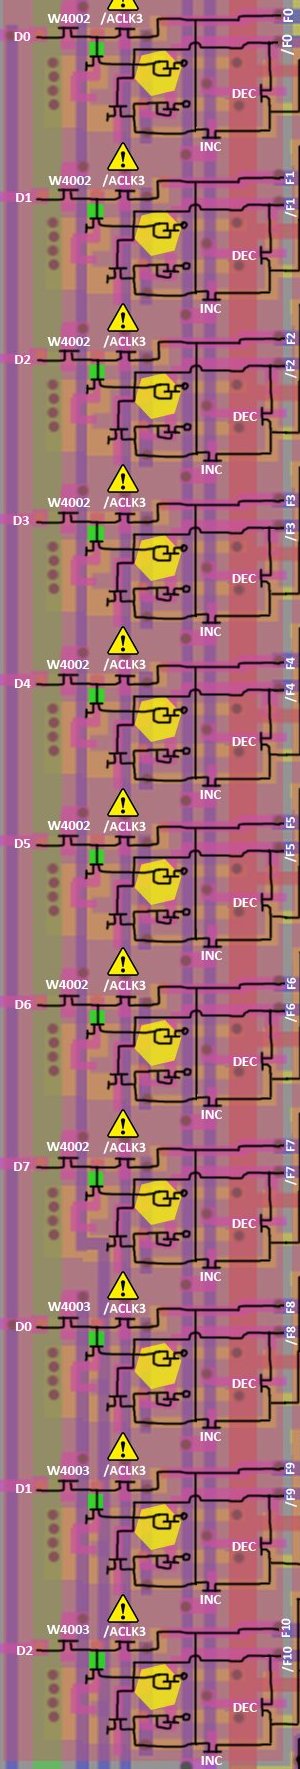 W4002 /ACLK3 F0
D0 /F0
DEC
INC
W4002 /ACLK3 F1
D1 /F1
DEC
INC
W4002 /ACLK3 F2
D2 /F2
DEC
INC
W4002 /ACLK3 F3
D3 /F3
DEC
INC
W4002 /ACLK3 F4
D4 /F4
DEC
INC
W4002 /ACLK3 F5
D5 /F5
DEC
INC
W4002 /ACLK3 F6
D6 /F6
DEC
INC
W4002 /ACLK3 F7
D7 /F7
DEC
INC
W4003 /ACLK3 F8
D0 /F8
DEC
INC
W4003 /ACLK3 F9
D1 /F9
DEC
INC
W4003 /ACLK3 F10
D2 /F10
DEC
INC